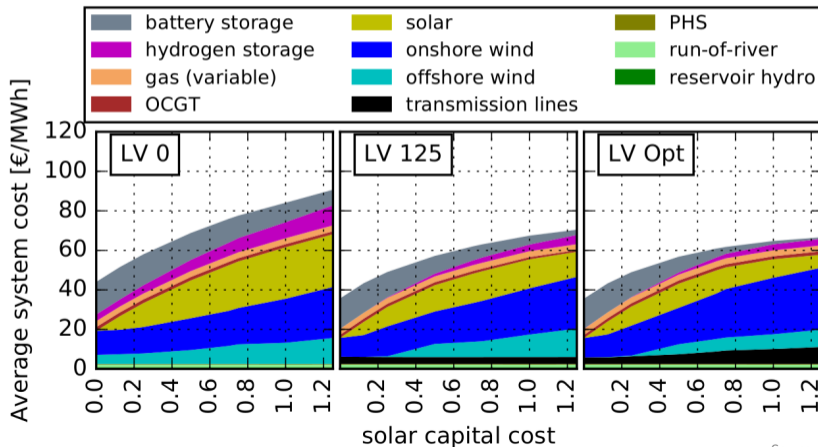 battery storage solar PHS
hydrogen storage onshore wind run-of-river
gas (variable) offshore wind reservoir hydro
OCGT transmission lines
Average system cost [€/MWh]
120
100
80
60
40
20
0
LV 0 LV 125 LV Opt
0.0 0.2 0.4 0.6 0.8 1.0 1.2 0.2 0.4 0.6 0.8 1.0 1.2 0.2 0.4 0.6 0.8 1.0 1.2
solar capital cost